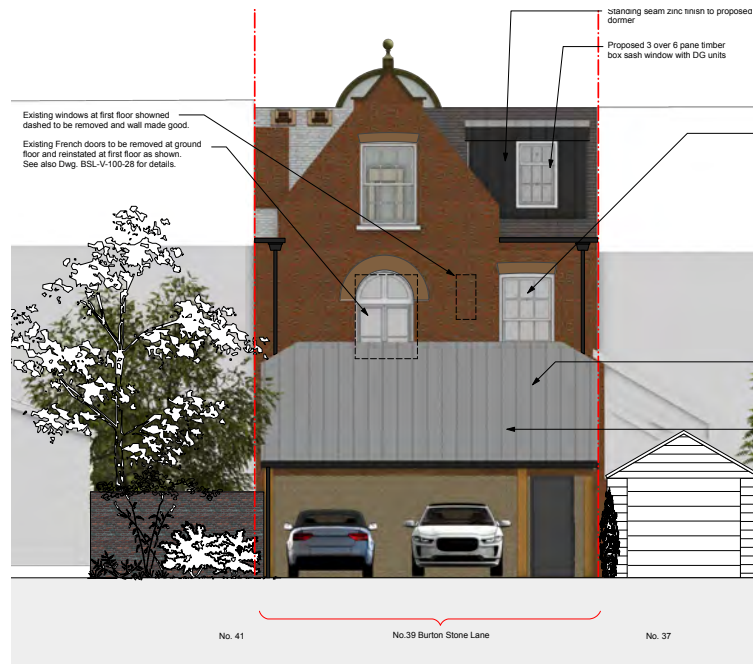 Standing seam zinc finish to proposed
dormer
Proposed 3 over 6 pane timber
box sash window with DG units
Existing windows at first floor showned
dashed to be removed and wall made good.
Existing French doors to be removed at ground
floor and reinstated at first floor as shown.
See also Dwg. BSL-V-100-28 for details.
No. 41
No.39 Burton Stone Lane
No. 37